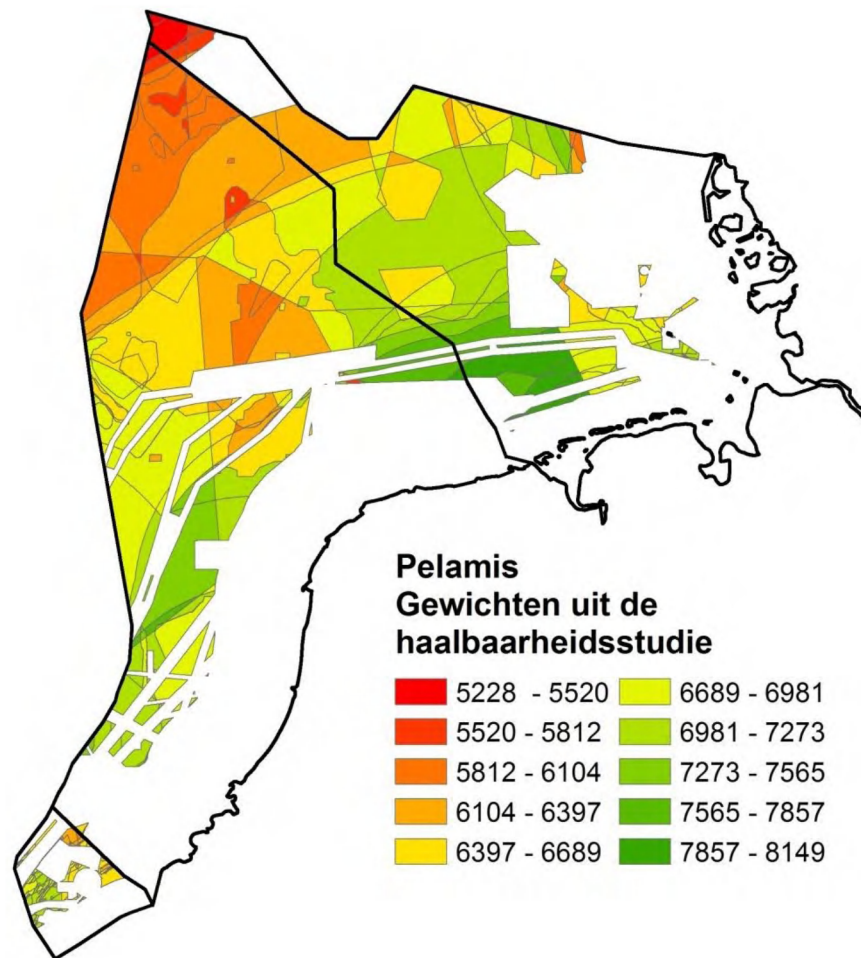 Pelamis
Gewichten uit de
haalbaarheidsstudie
5228 - 5520
5520 - 5812
5812 - 6104
6104 - 6397
6397 - 6689
6689 - 6981
6981 - 7273
7273 - 7565
7565 - 7857
7857 - 8149